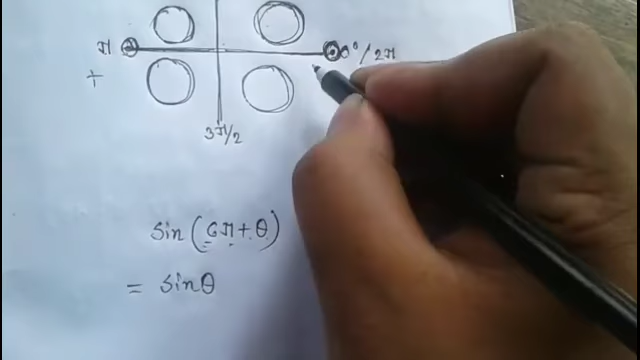 π 0° / 2π
+
3π/2
sin (6π + θ)
= sinθ